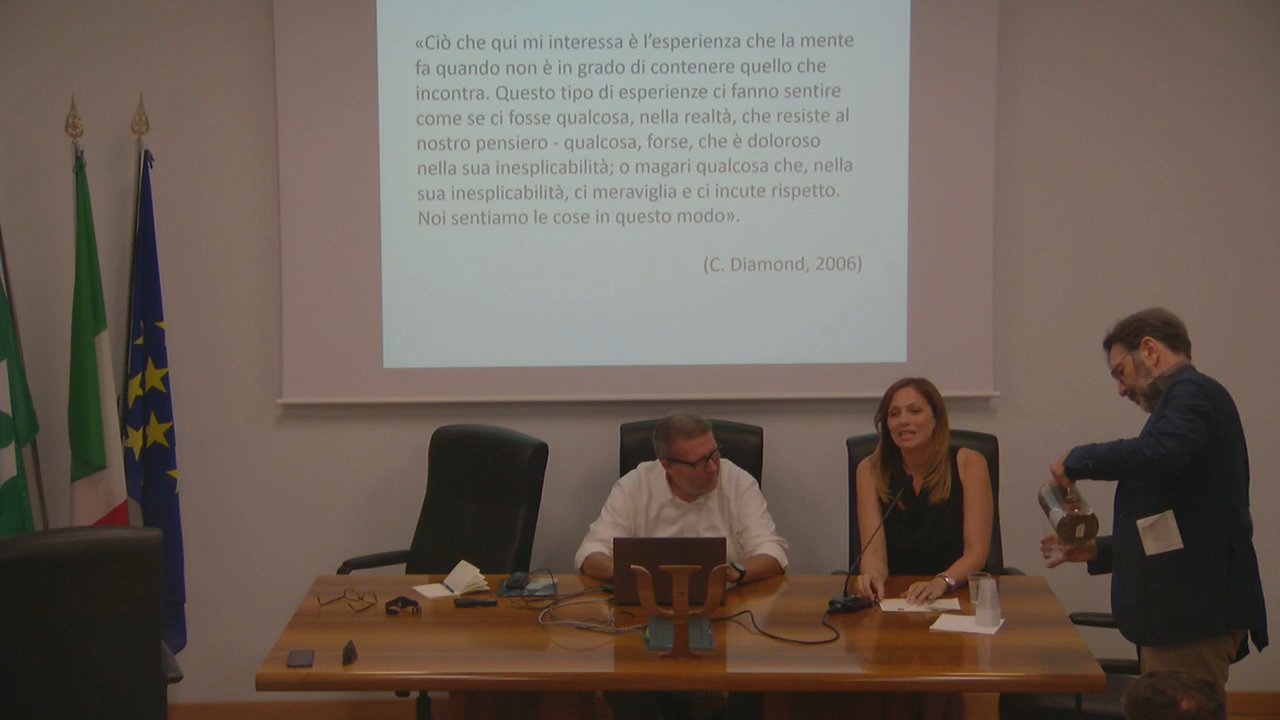 «Ciò che qui mi interessa è l'esperienza che la mente
fa quando non è in grado di contenere quello che
incontra. Questo tipo di esperienze ci fanno sentire
come se ci fosse qualcosa, nella realtà, che resiste al
nostro pensiero - qualcosa, forse, che è doloroso
nella sua inesplicabilità; o magari qualcosa che, nella
sua inesplicabilità, ci meraviglia e ci incute rispetto.
Noi sentiamo le cose in questo modo».
(C. Diamond, 2006)